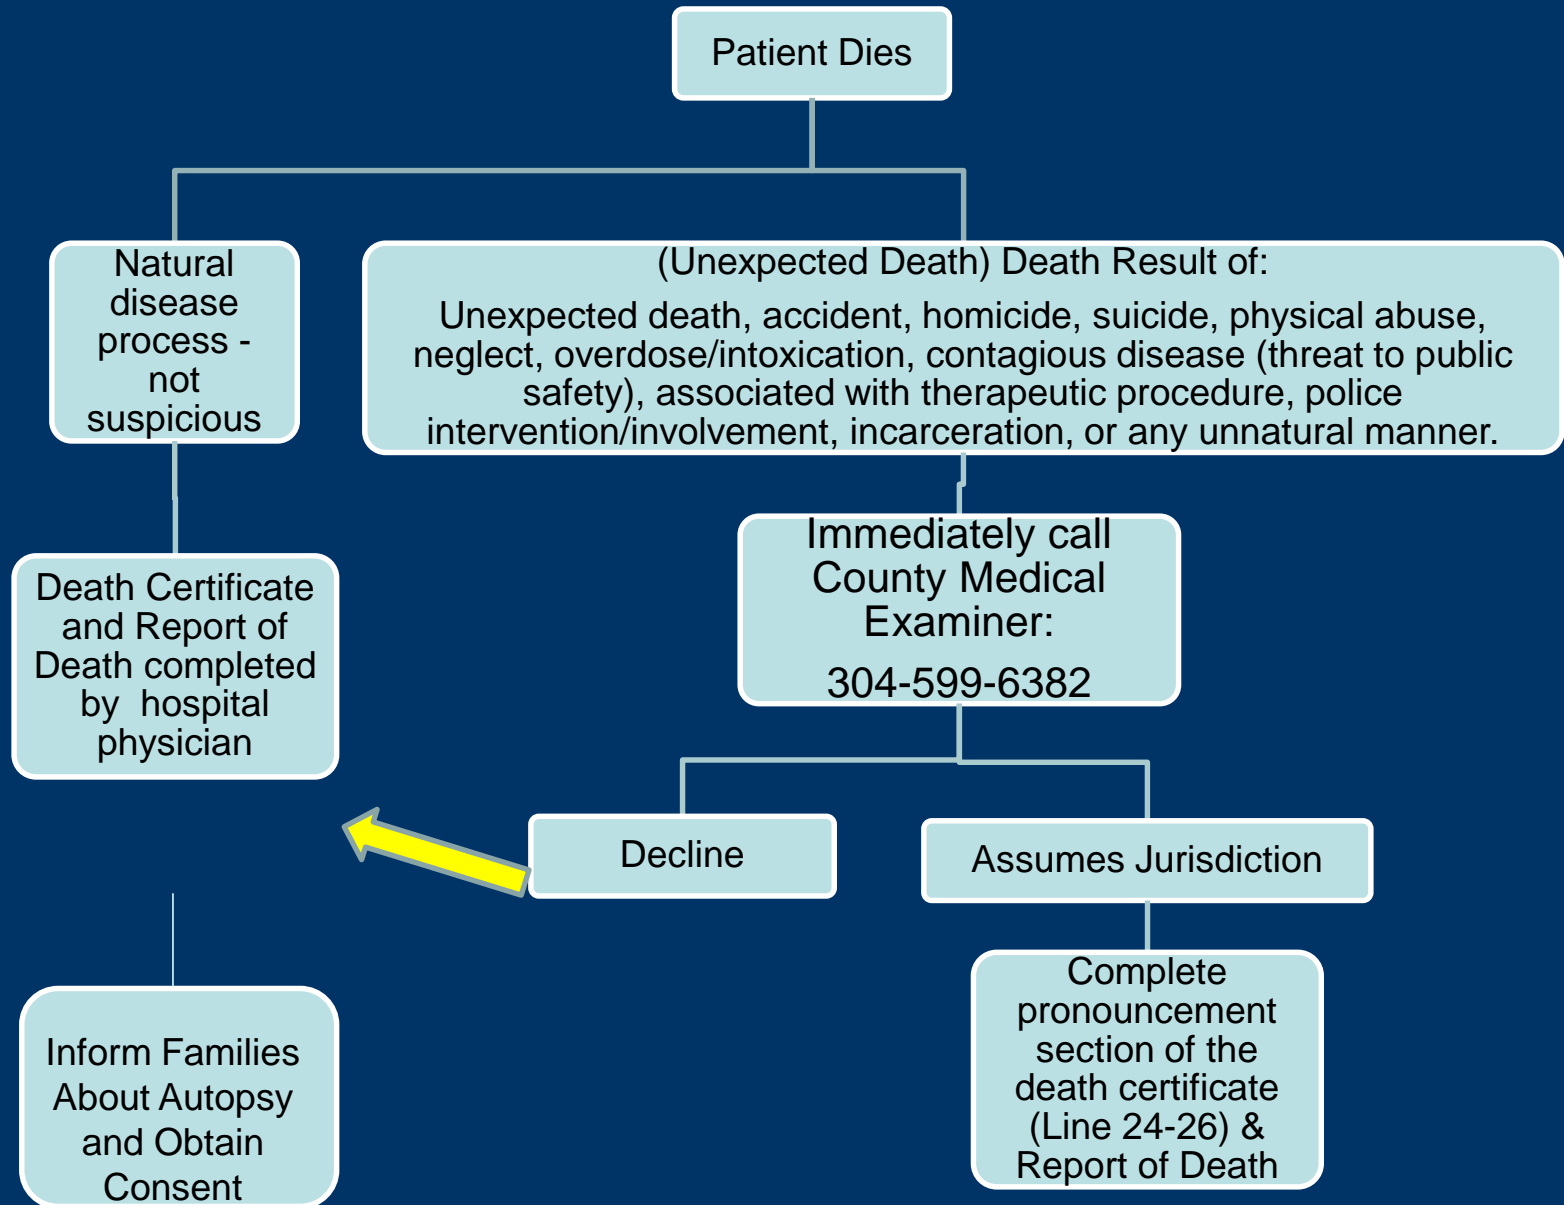 Patient Dies
Natural
disease
process -
not
suspicious
(Unexpected Death) Death Result of:
Unexpected death, accident, homicide, suicide, physical abuse,
neglect, overdose/intoxication, contagious disease (threat to public
safety), associated with therapeutic procedure, police
intervention/involvement, incarceration, or any unnatural manner.
Death Certificate
and Report of
Death completed
by hospital
physician
Immediately call
County Medical
Examiner:
304-599-6382
Decline
Assumes Jurisdiction
Inform Families
About Autopsy
and Obtain
Consent
Complete
pronouncement
section of the
death certificate
(Line 24-26) &
Report of Death